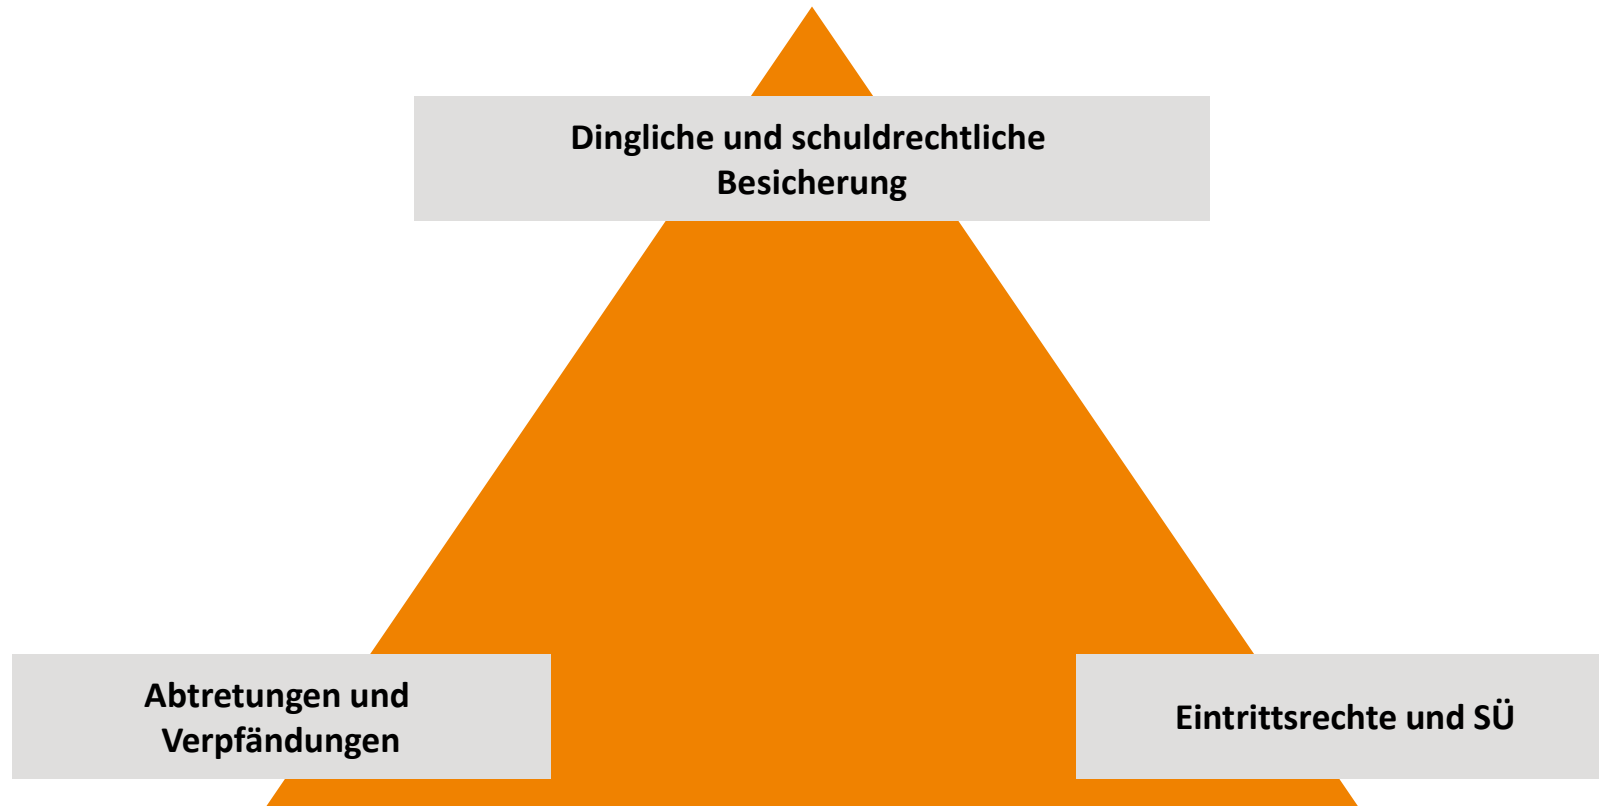 Dingliche und schuldrechtliche
Besicherung
Abtretungen und
Verpfändungen
Eintrittsrechte und SÜ